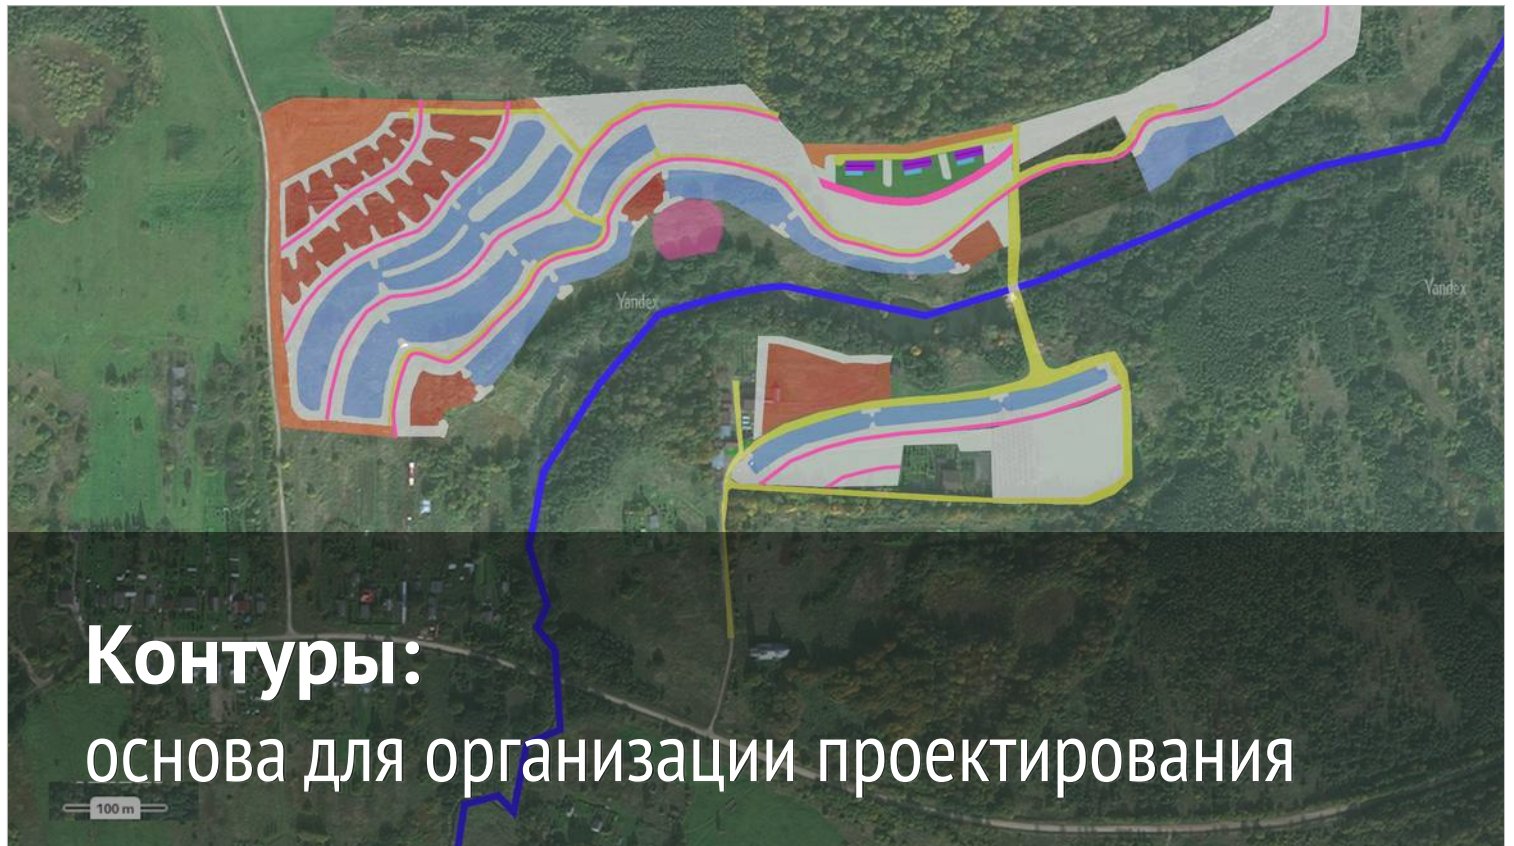 Yandex
Yandex
Контуры:
основа для организации проектирования
100 m